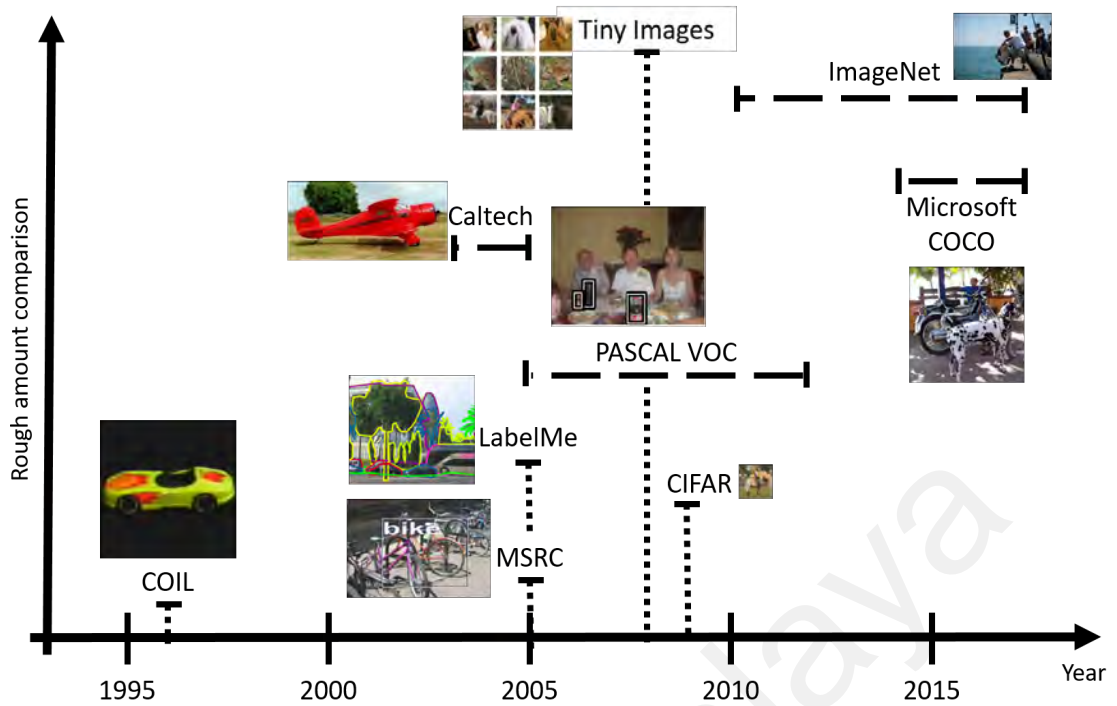 Tiny Images
ImageNet
Caltech
Microsoft
COCO
PASCAL VOC
LabelMe
CIFAR
bike
MSRC
COIL
Rough amount comparison
1995
2000
2005
2010
2015
Year